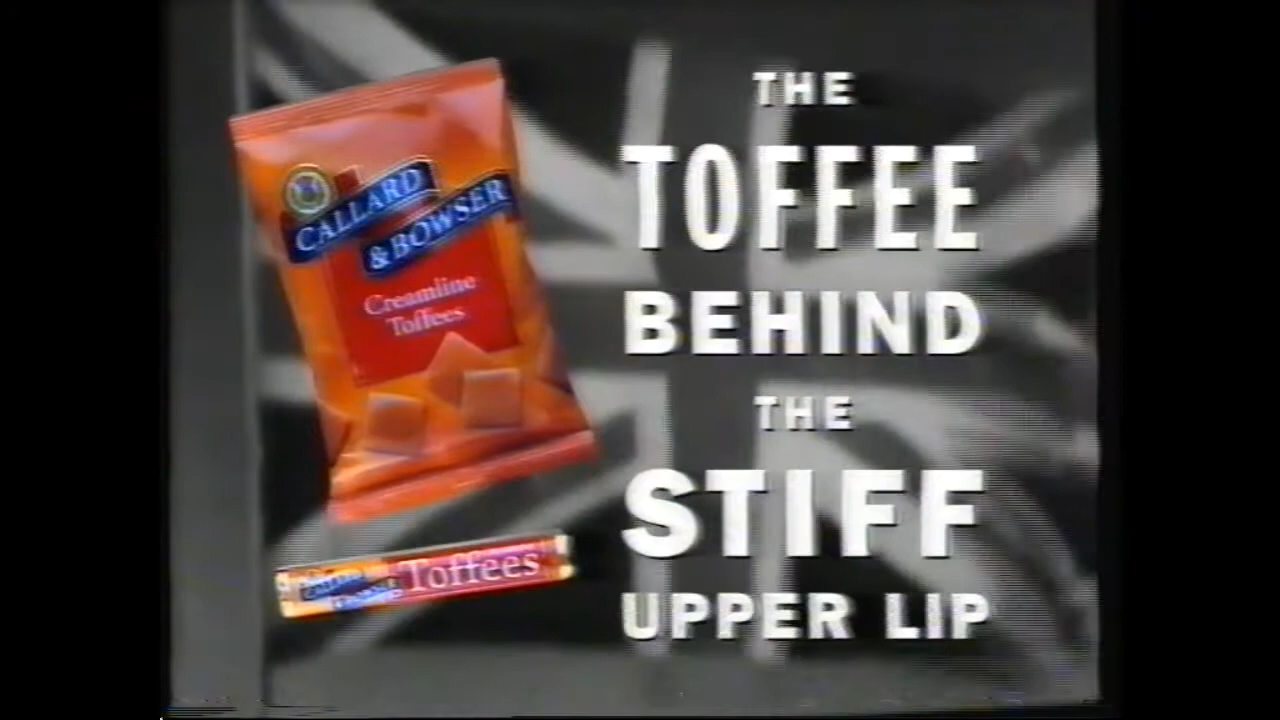 CALLARD
& BOWSER
Creamline
Toffees
Toffees
THE
TOFFEE
BEHIND
THE
STIFF
UPPER LIP